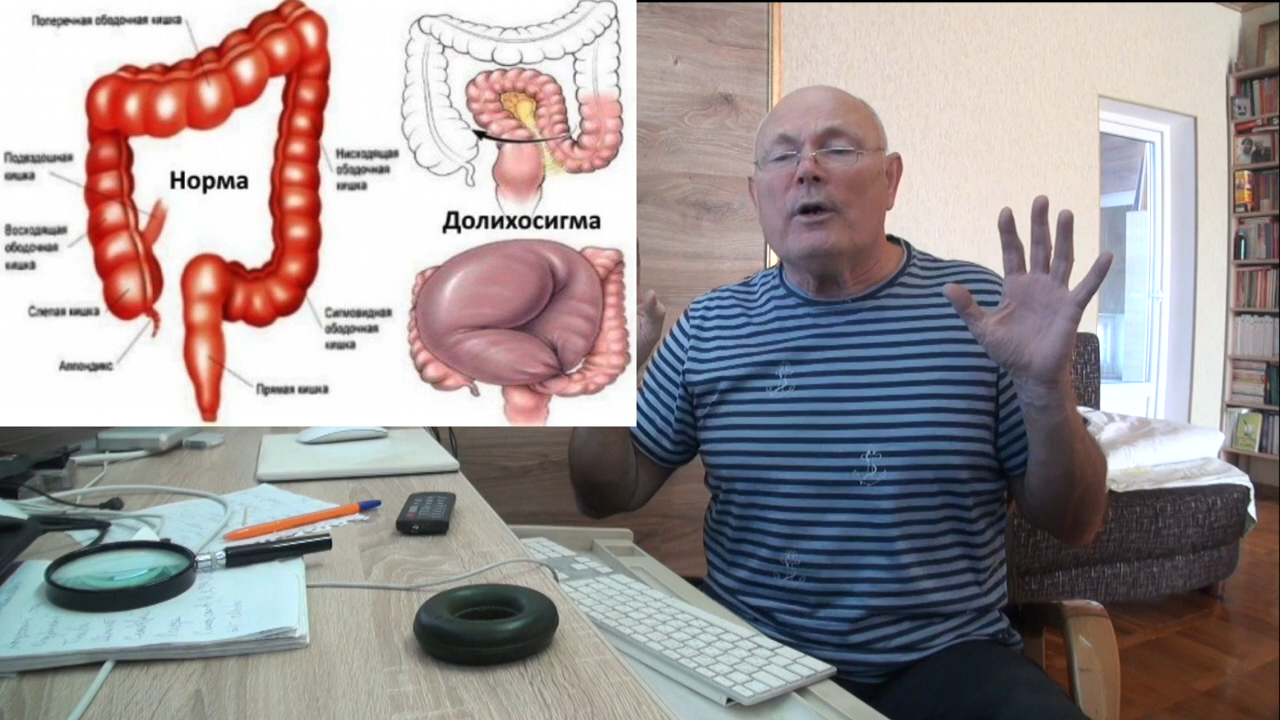 Поперечная ободочная кишка
Подвздошная
кишка
Норма
Нисходящая
ободочная
кишка
Восходящая
ободочная
кишка
Слепая кишка
Аппендикс
Сигмовидная
ободочная
кишка
Прямая кишка
Долихосигма